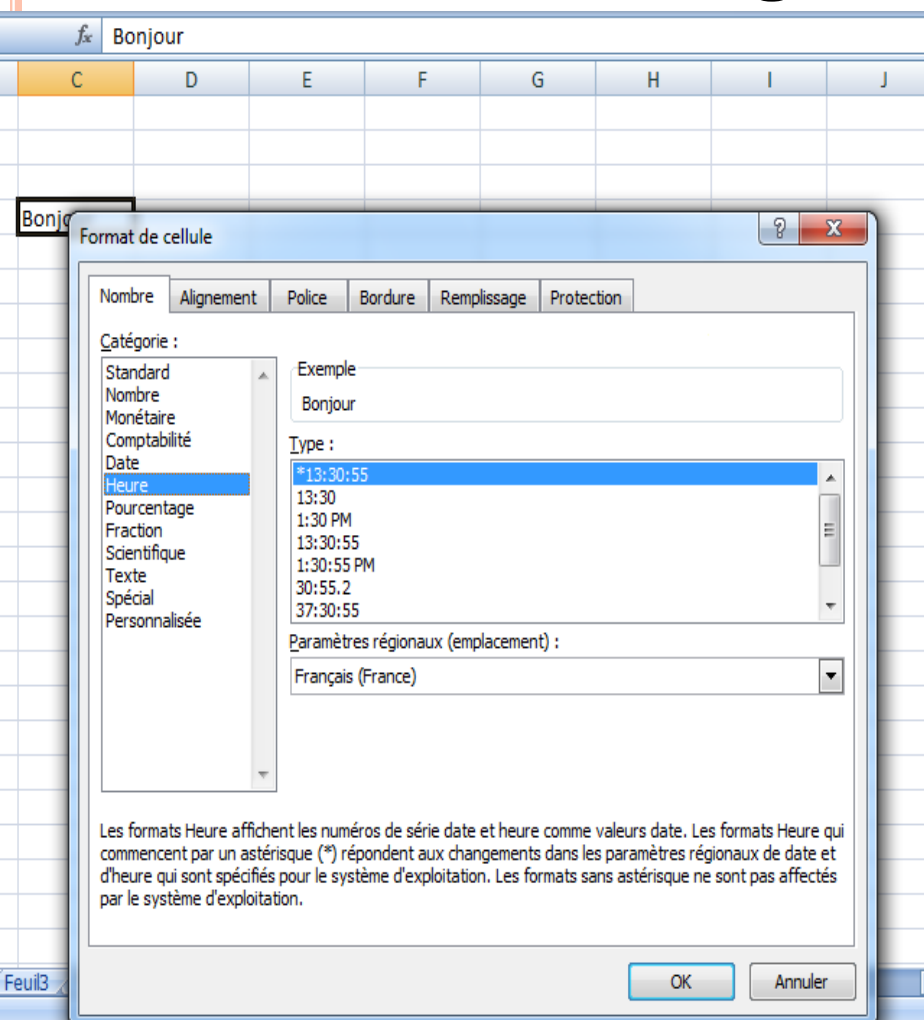 fx Bonjour
C D E F G H I J
Bonjo
Format de cellule
Nombre Alignement Police Bordure Remplissage Protection
Catégorie :
Standard
Nombre
Monétaire
Comptabilité
Date
Heure
Pourcentage
Fraction
Scientifique
Texte
Spécial
Personnalisée
Exemple
Bonjour
Type :
*13:30:55
13:30
1:30 PM
13:30:55
1:30:55 PM
30:55.2
37:30:55
Paramètres régionaux (emplacement) :
Français (France)
Les formats Heure affichent les numéros de série date et heure comme valeurs date. Les formats Heure qui
commencent par un astérisque (*) répondent aux changements dans les paramètres régionaux de date et
d'heure qui sont spécifiés pour le système d'exploitation. Les formats sans astérisque ne sont pas affectés
par le système d'exploitation.
Feuil3
OK Annuler